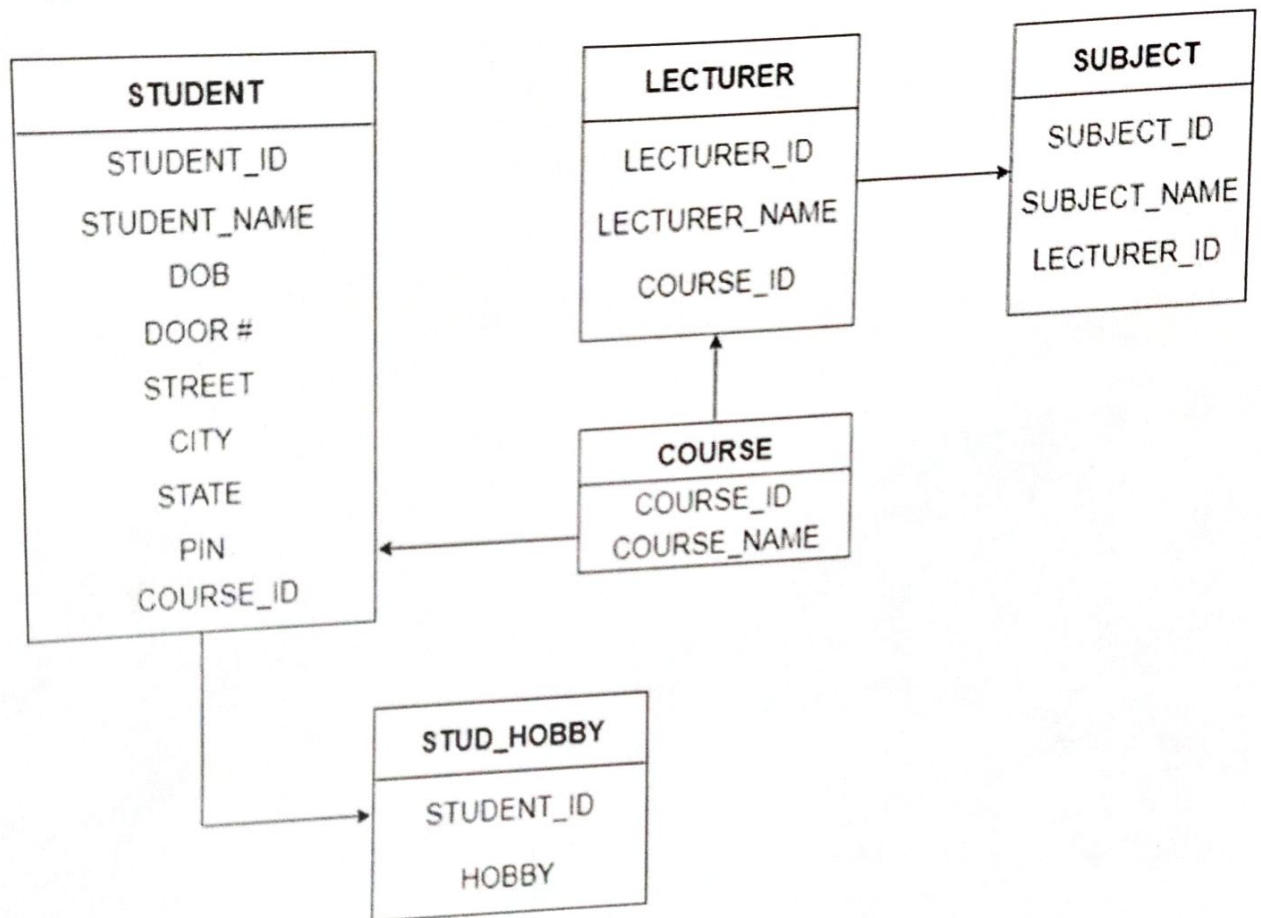 STUDENT
STUDENT_ID
STUDENT_NAME
DOB
DOOR #
STREET
CITY
STATE
PIN
COURSE_ID
LECTURER
LECTURER_ID
LECTURER_NAME
COURSE_ID
SUBJECT
SUBJECT_ID
SUBJECT_NAME
LECTURER_ID
COURSE
COURSE_ID
COURSE_NAME
STUD_HOBBY
STUDENT_ID
HOBBY